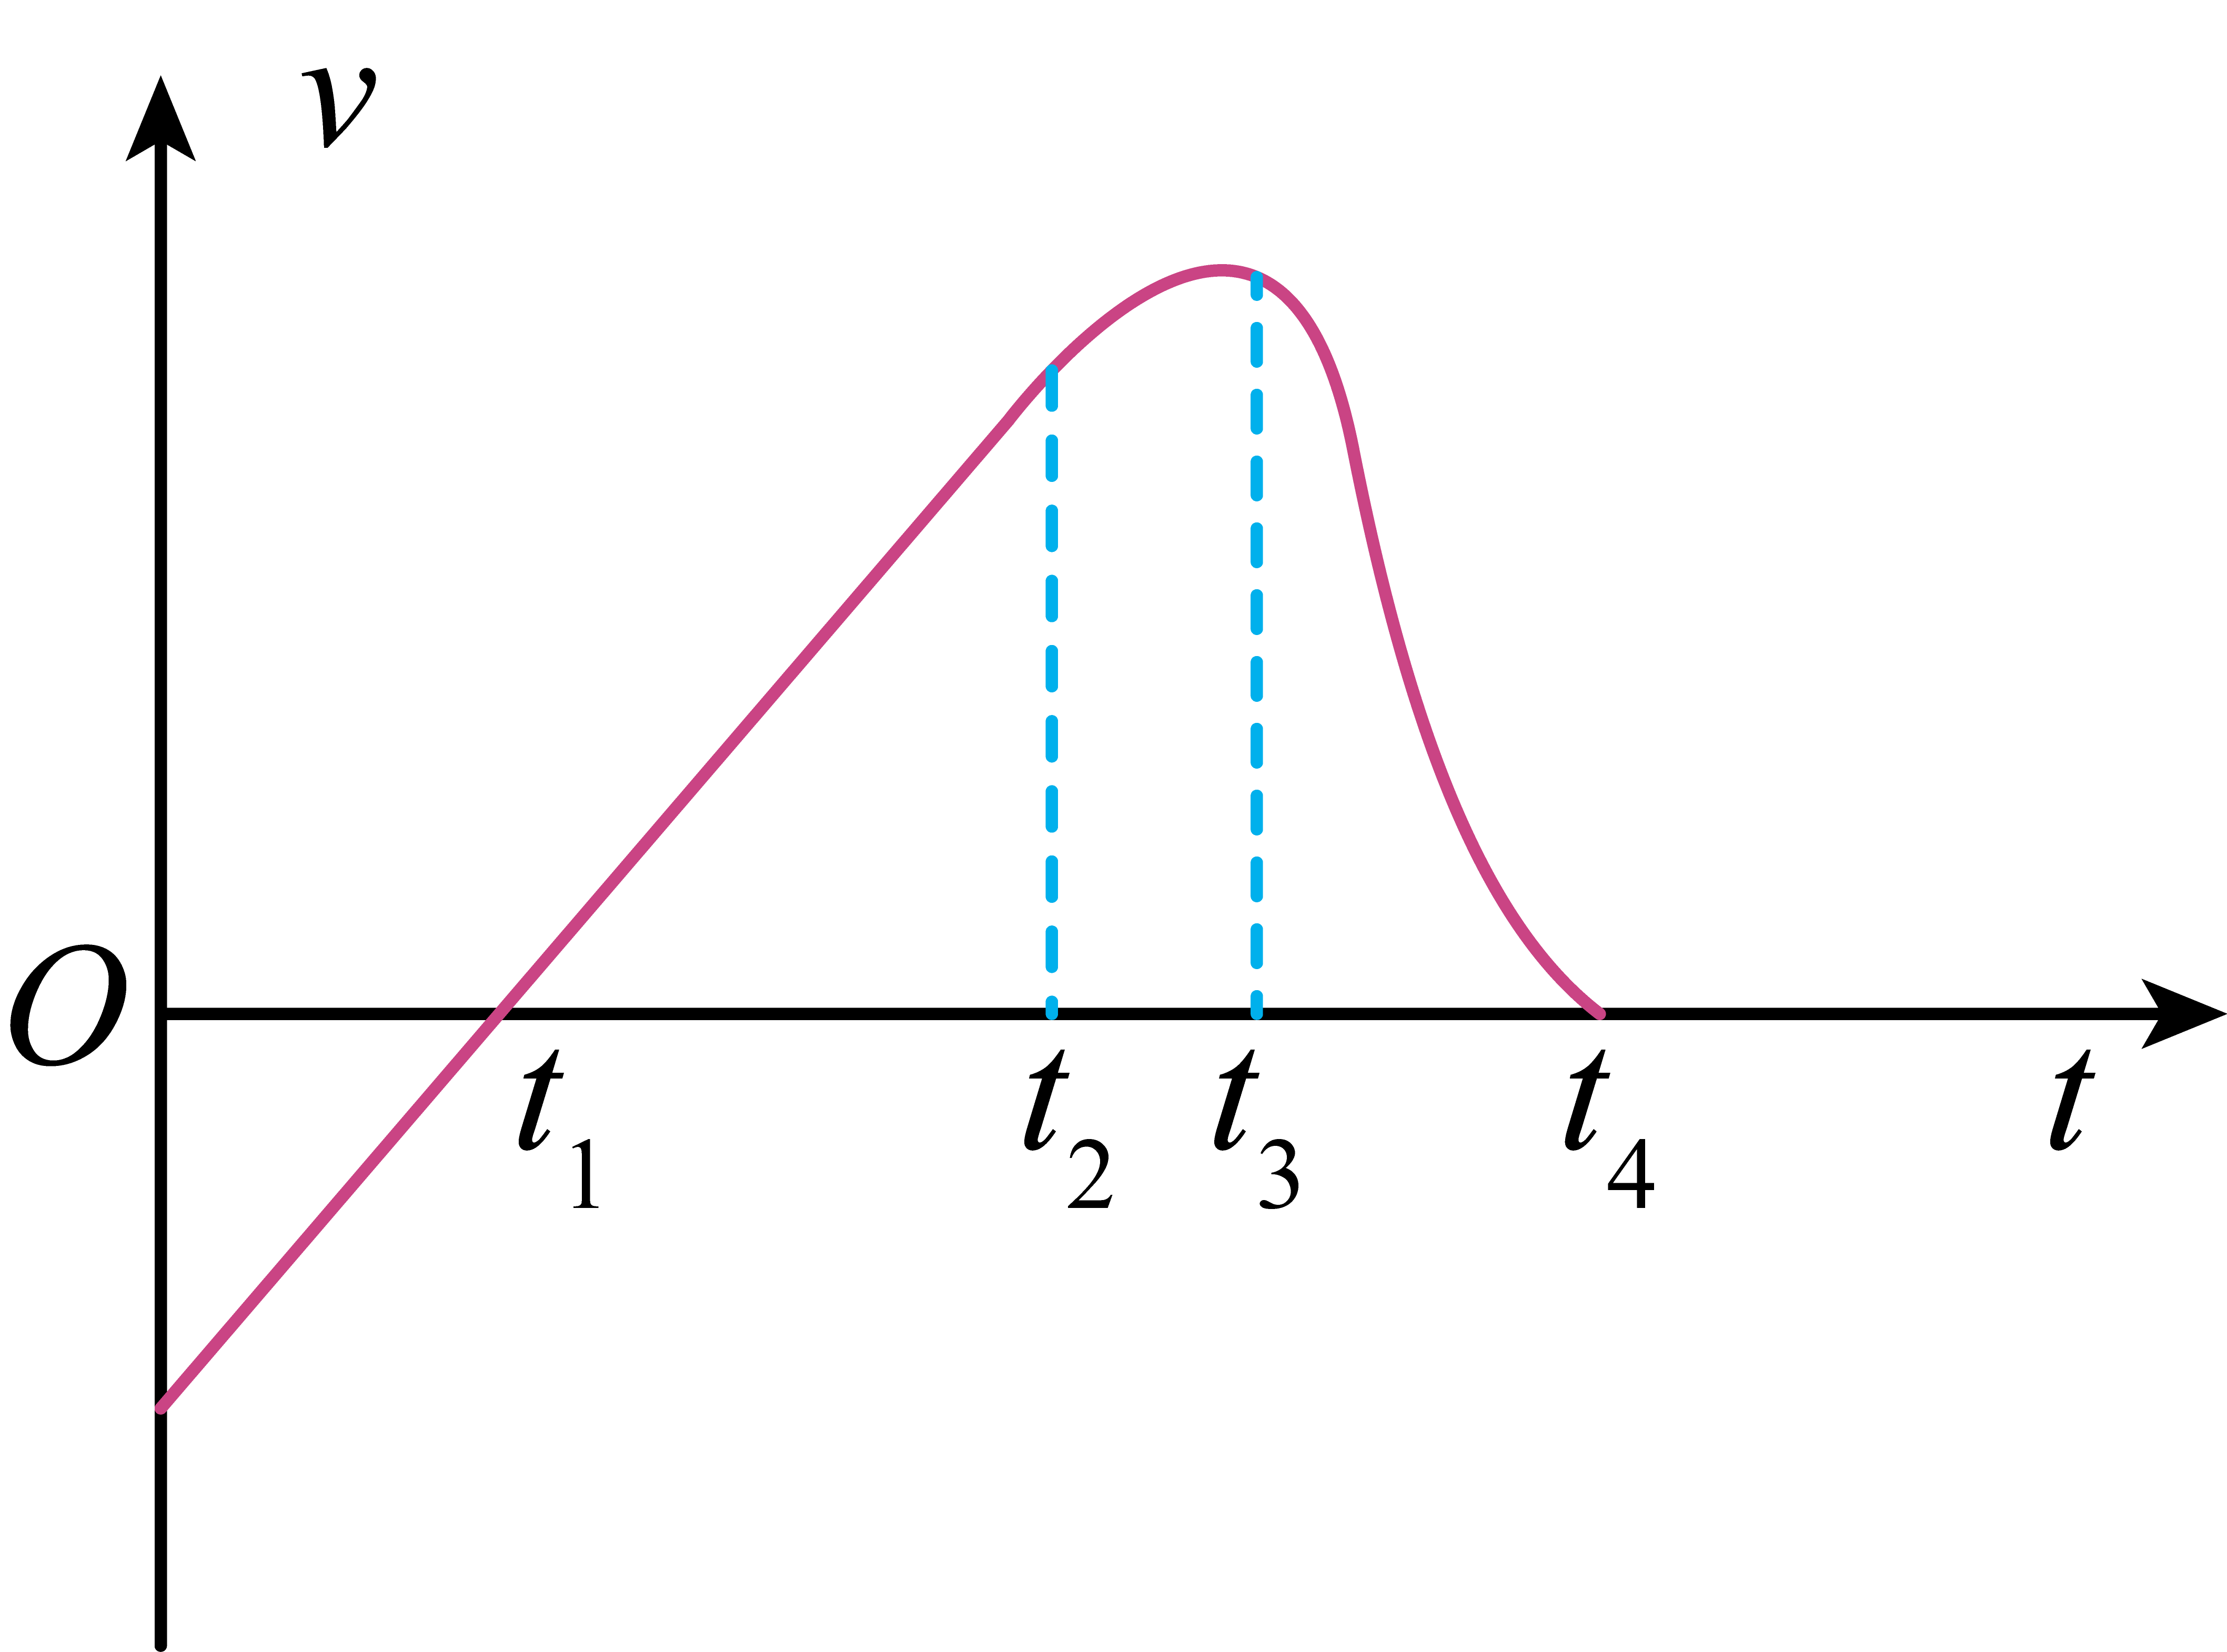 v
O
t₁ t₂ t₃ t₄ t